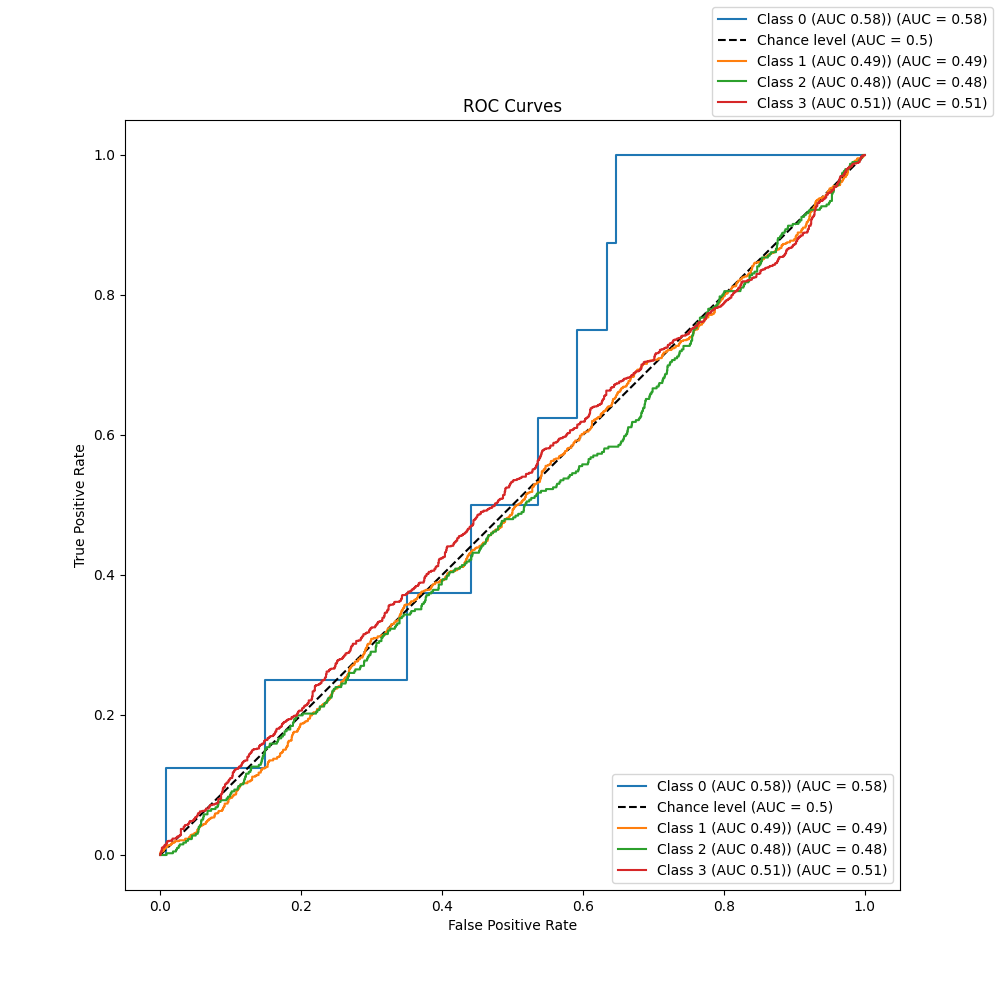 Class 0 (AUC 0.58)) (AUC = 0.58)
Chance level (AUC = 0.5)
Class 1 (AUC 0.49)) (AUC = 0.49)
Class 2 (AUC 0.48)) (AUC = 0.48)
Class 3 (AUC 0.51)) (AUC = 0.51)
ROC Curves
1.0
0.8
0.6
0.4
0.2
0.0
True Positive Rate
Class 0 (AUC 0.58)) (AUC = 0.58)
Chance level (AUC = 0.5)
Class 1 (AUC 0.49)) (AUC = 0.49)
Class 2 (AUC 0.48)) (AUC = 0.48)
Class 3 (AUC 0.51)) (AUC = 0.51)
0.0 0.2 0.4 0.6 0.8 1.0
False Positive Rate